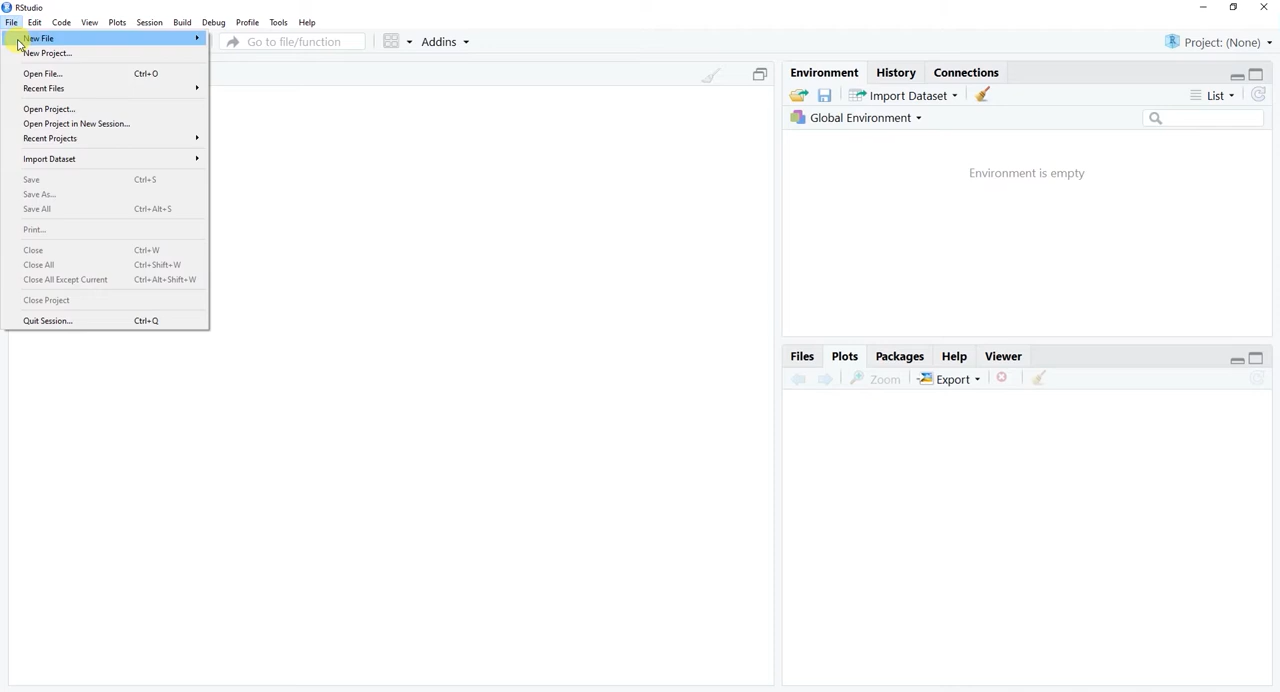 RStudio
File Edit Code View Plots Session Build Debug Profile Tools Help
New File
New Project...
Open File... Ctrl+O
Recent Files
Open Project...
Open Project in New Session...
Recent Projects
Import Dataset
Save Ctrl+S
Save As...
Save All Ctrl+Alt+S
Print...
Close Ctrl+W
Close All Ctrl+Shift+W
Close All Except Current Ctrl+Alt+Shift+W
Close Project
Quit Session... Ctrl+Q
Go to file/function Addins Project: (None)
Environment History Connections
Import Dataset List
Global Environment
Environment is empty
Files Plots Packages Help Viewer
Zoom Export